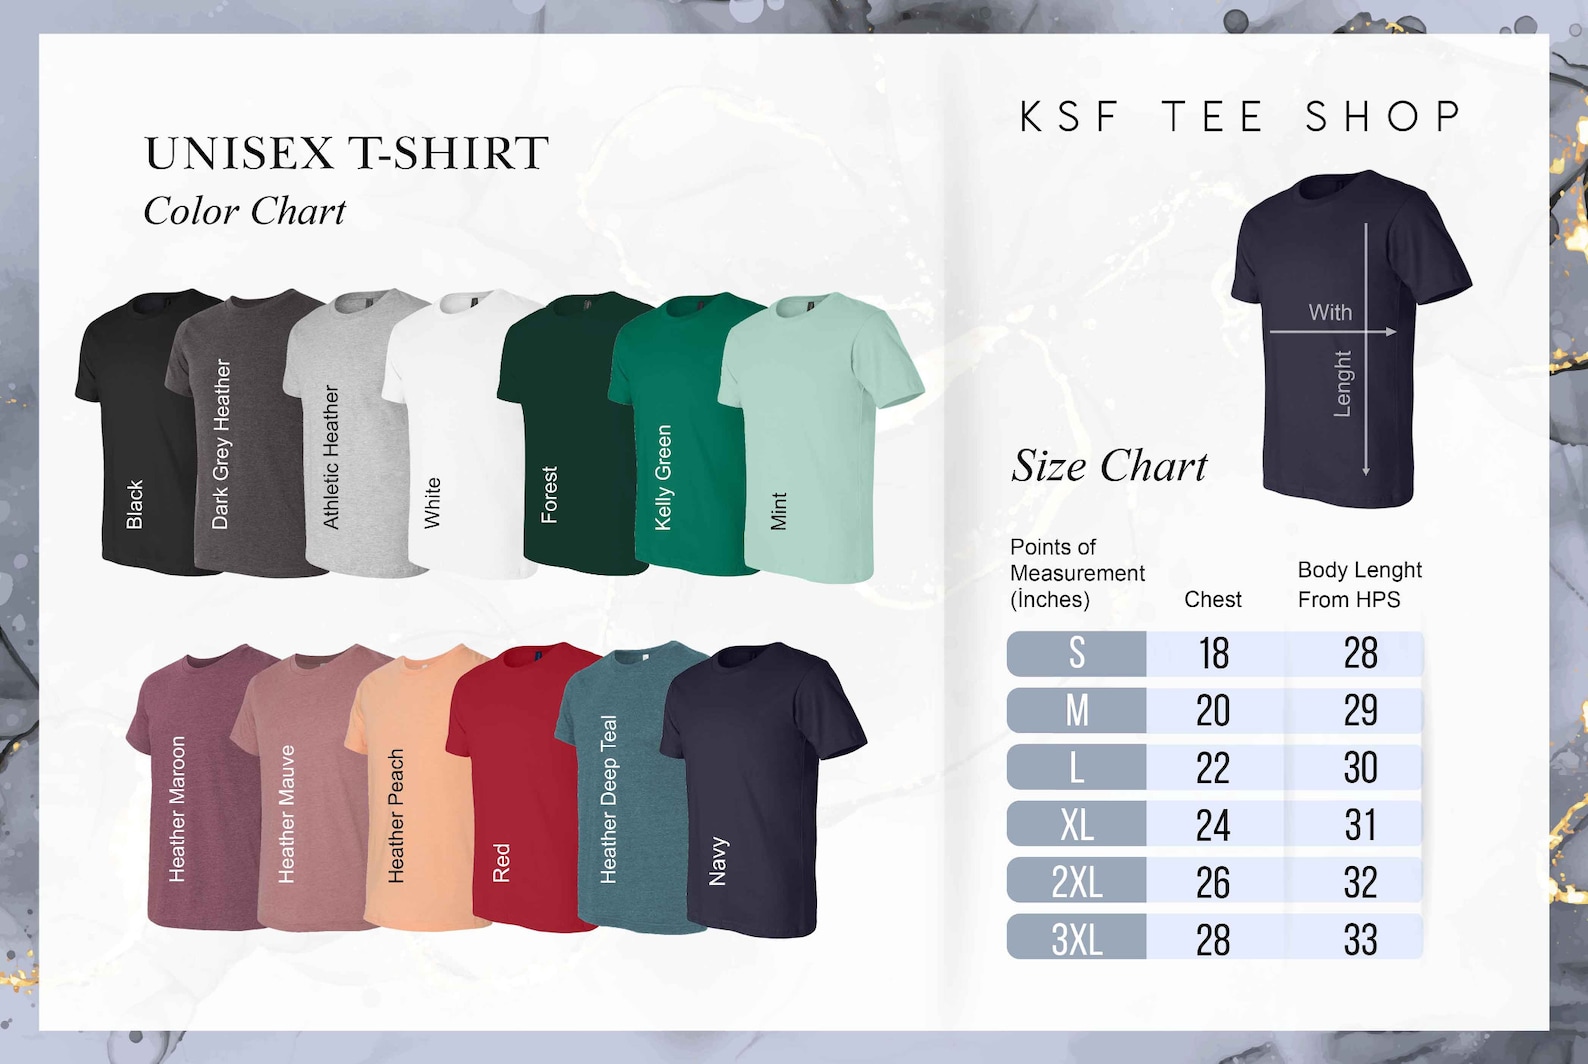 KSF TEE SHOP
UNISEX T-SHIRT
Color Chart
Black
Dark Grey Heather
Athletic Heather
White
Forest
Kelly Green
Mint
Heather Maroon
Heather Mauve
Heather Peach
Red
Heather Deep Teal
Navy
With
Lenght
Size Chart
Points of
Measurement
(İnches)
Chest
Body Lenght
From HPS
S 18 28
M 20 29
L 22 30
XL 24 31
2XL 26 32
3XL 28 33